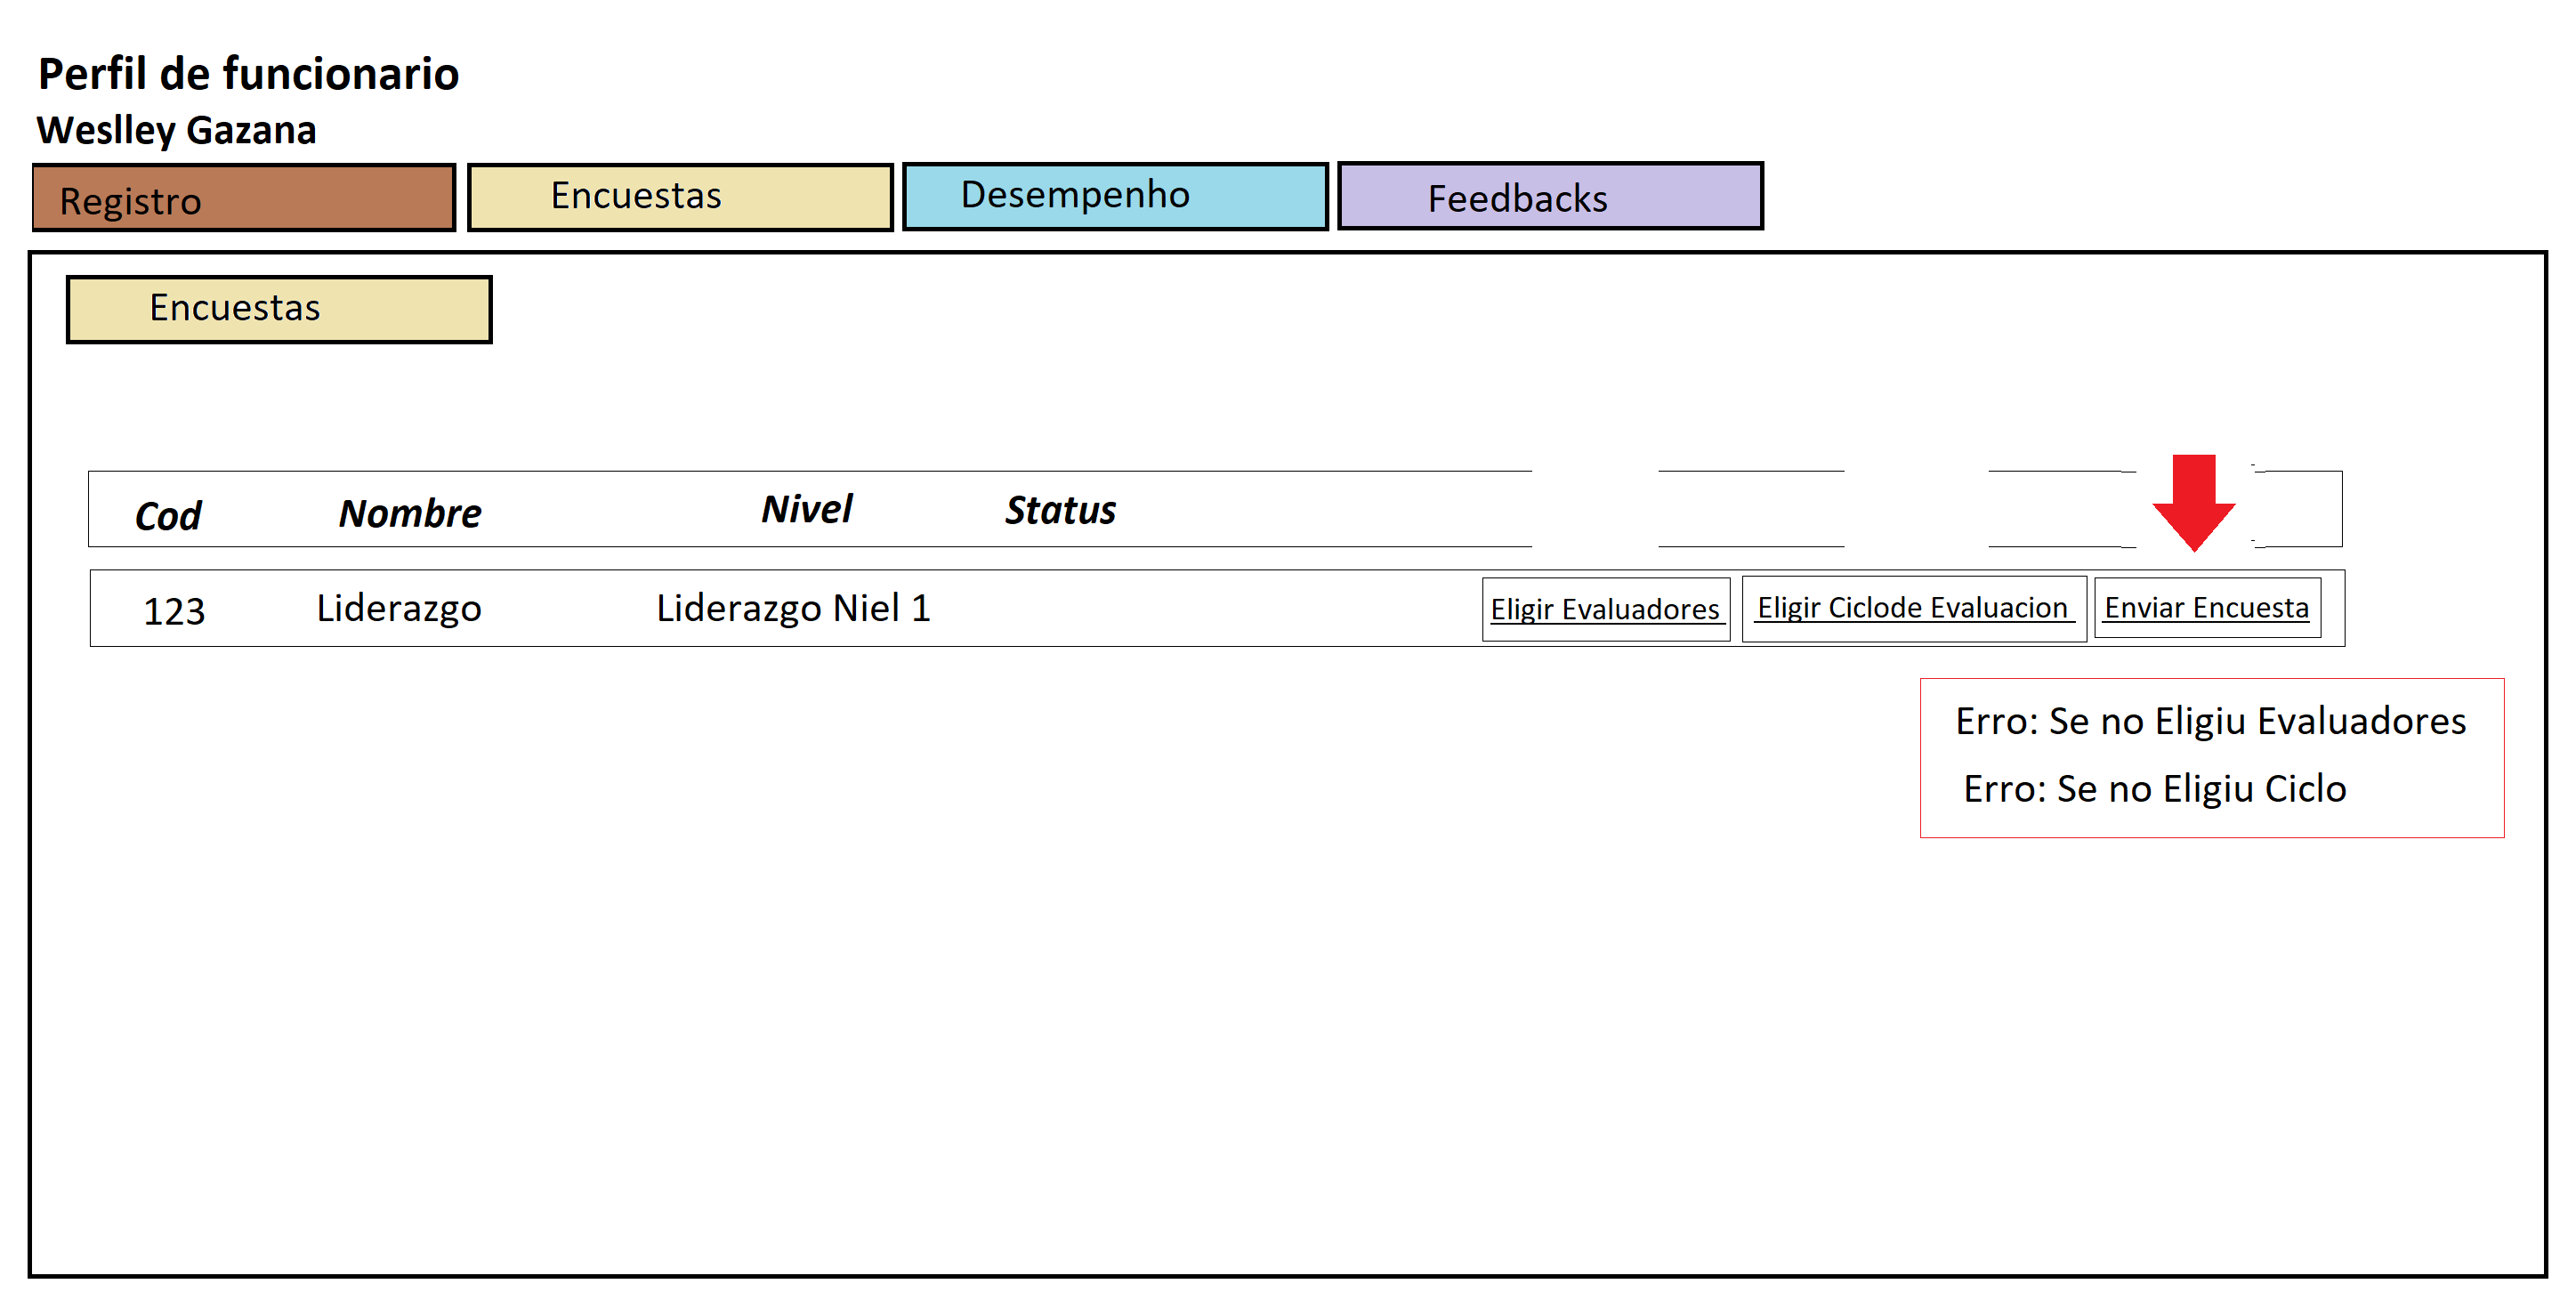 Perfil de funcionario
Weslley Gazana
Registro Encuestas Desempenho Feedbacks
Encuestas
Cod Nombre Nivel Status
123 Liderazgo Liderazgo Niel 1 Eligir Evaluadores Eligir Ciclode Evaluacion Enviar Encuesta
Erro: Se no Eligiu Evaluadores
Erro: Se no Eligiu Ciclo